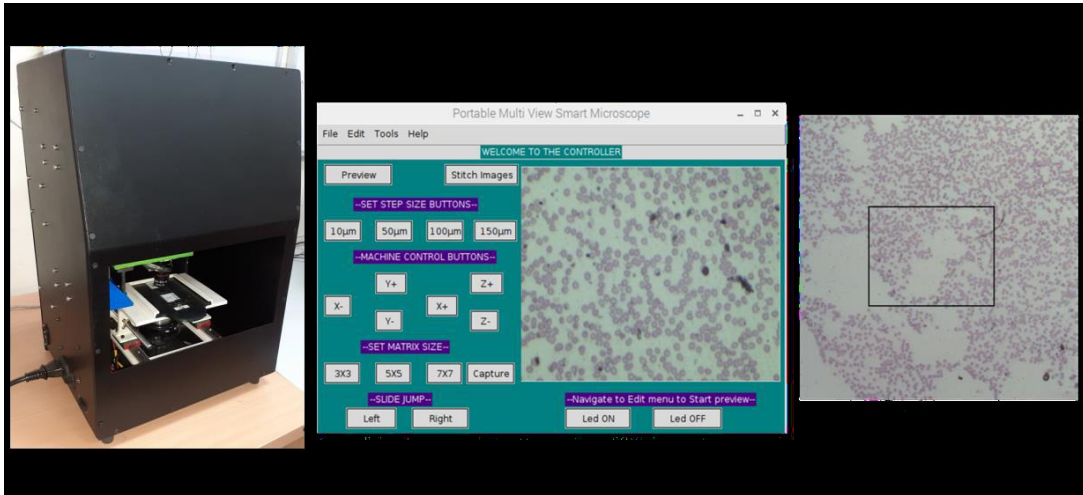 Portable Multi View Smart Microscope
File Edit Tools Help
WELCOME TO THE CONTROLLER
Preview Stitch Images
--SET STEP SIZE BUTTONS--
10μm 50μm 100μm 150μm
--MACHINE CONTROL BUTTONS--
Y+ Z+
X- X+
Y- Z-
--SET MATRIX SIZE--
3X3 5X5 7X7 Capture
--SLIDE JUMP-- --Navigate to Edit menu to Start preview--
Left Right Led ON Led OFF